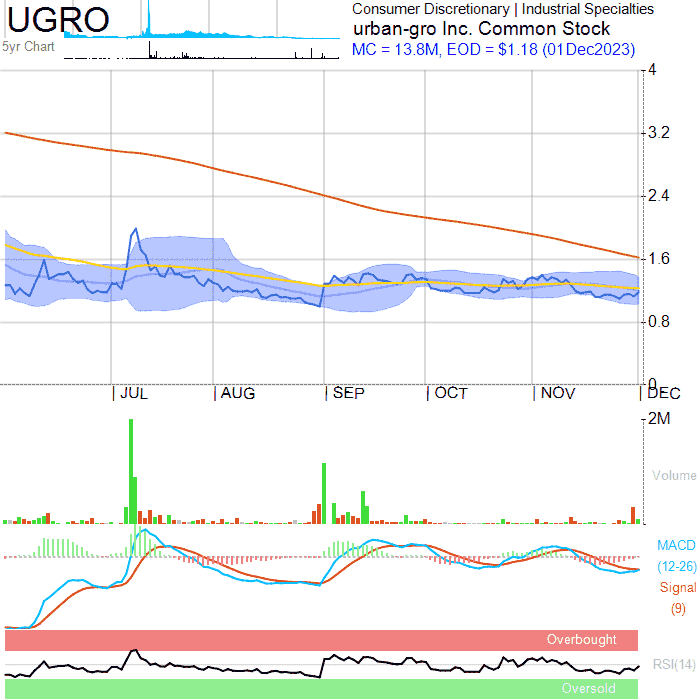 UGRO
5yr Chart
Consumer Discretionary | Industrial Specialties
urban-gro Inc. Common Stock
MC = 13.8M, EOD = $1.18 (01Dec2023)
4
3.2
2.4
1.6
0.8
0
JUL AUG SEP OCT NOV DEC
2M
Volume
MACD
(12-26)
Signal
(9)
Overbought
RSI(14)
Oversold